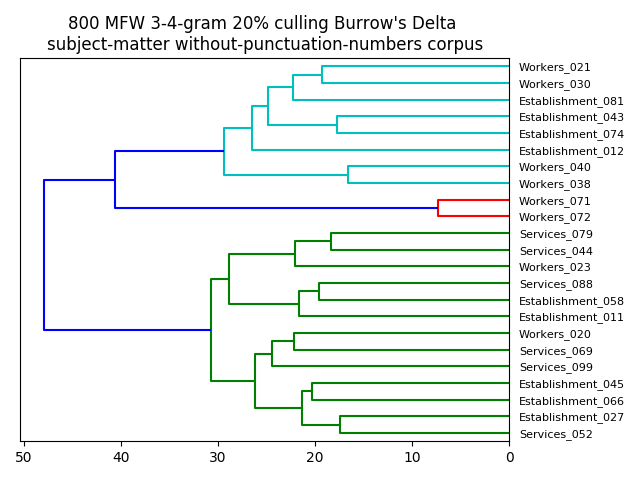 800 MFW 3-4-gram 20% culling Burrow's Delta
subject-matter without-punctuation-numbers corpus
Workers_021
Workers_030
Establishment_081
Establishment_043
Establishment_074
Establishment_012
Workers_040
Workers_038
Workers_071
Workers_072
Services_079
Services_044
Workers_023
Services_088
Establishment_058
Establishment_011
Workers_020
Services_069
Services_099
Establishment_045
Establishment_066
Establishment_027
Services_052
50 40 30 20 10 0